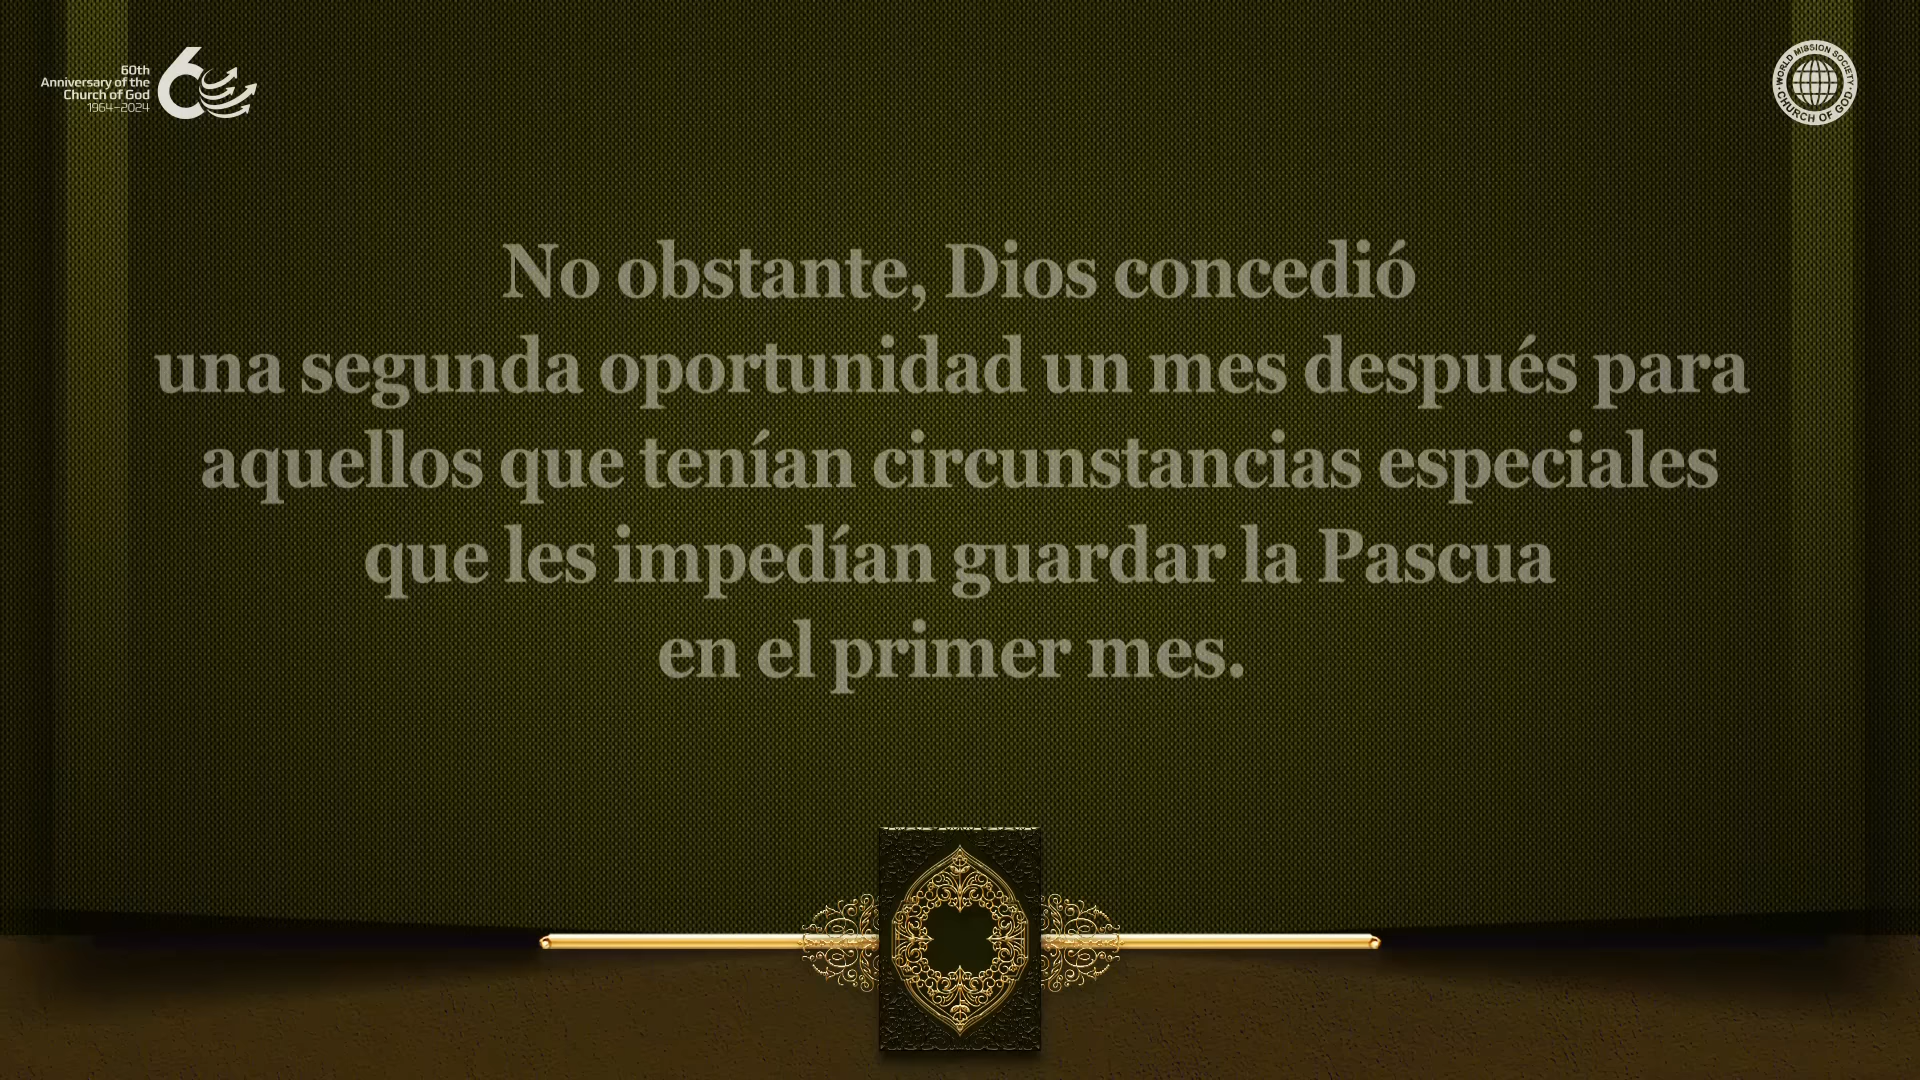 60th
Anniversary of the
Church of God
1964–2024
WORLD MISSION SOCIETY
CHURCH OF GOD
No obstante, Dios concedió
una segunda oportunidad un mes después para
aquellos que tenían circunstancias especiales
que les impedían guardar la Pascua
en el primer mes.